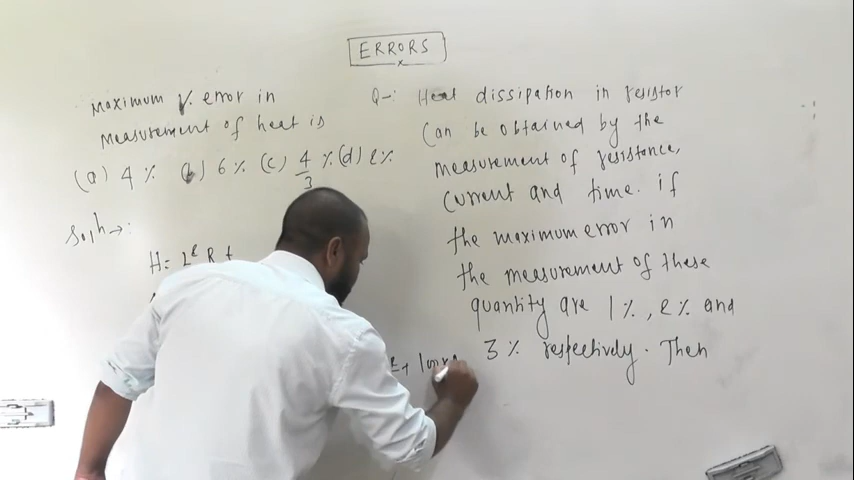 ERRORS
Q-: Heat dissipation in resistor
can be obtained by the
measurement of resistance,
current and time. if
the maximum error in
the measurement of these
quantity are 1%, 2% and
3% respectively. Then
maximum % error in
measurement of heat is
(a) 4% (b) 6% (c) 4/3 % (d) 2%
Solh→:
H= I² R t